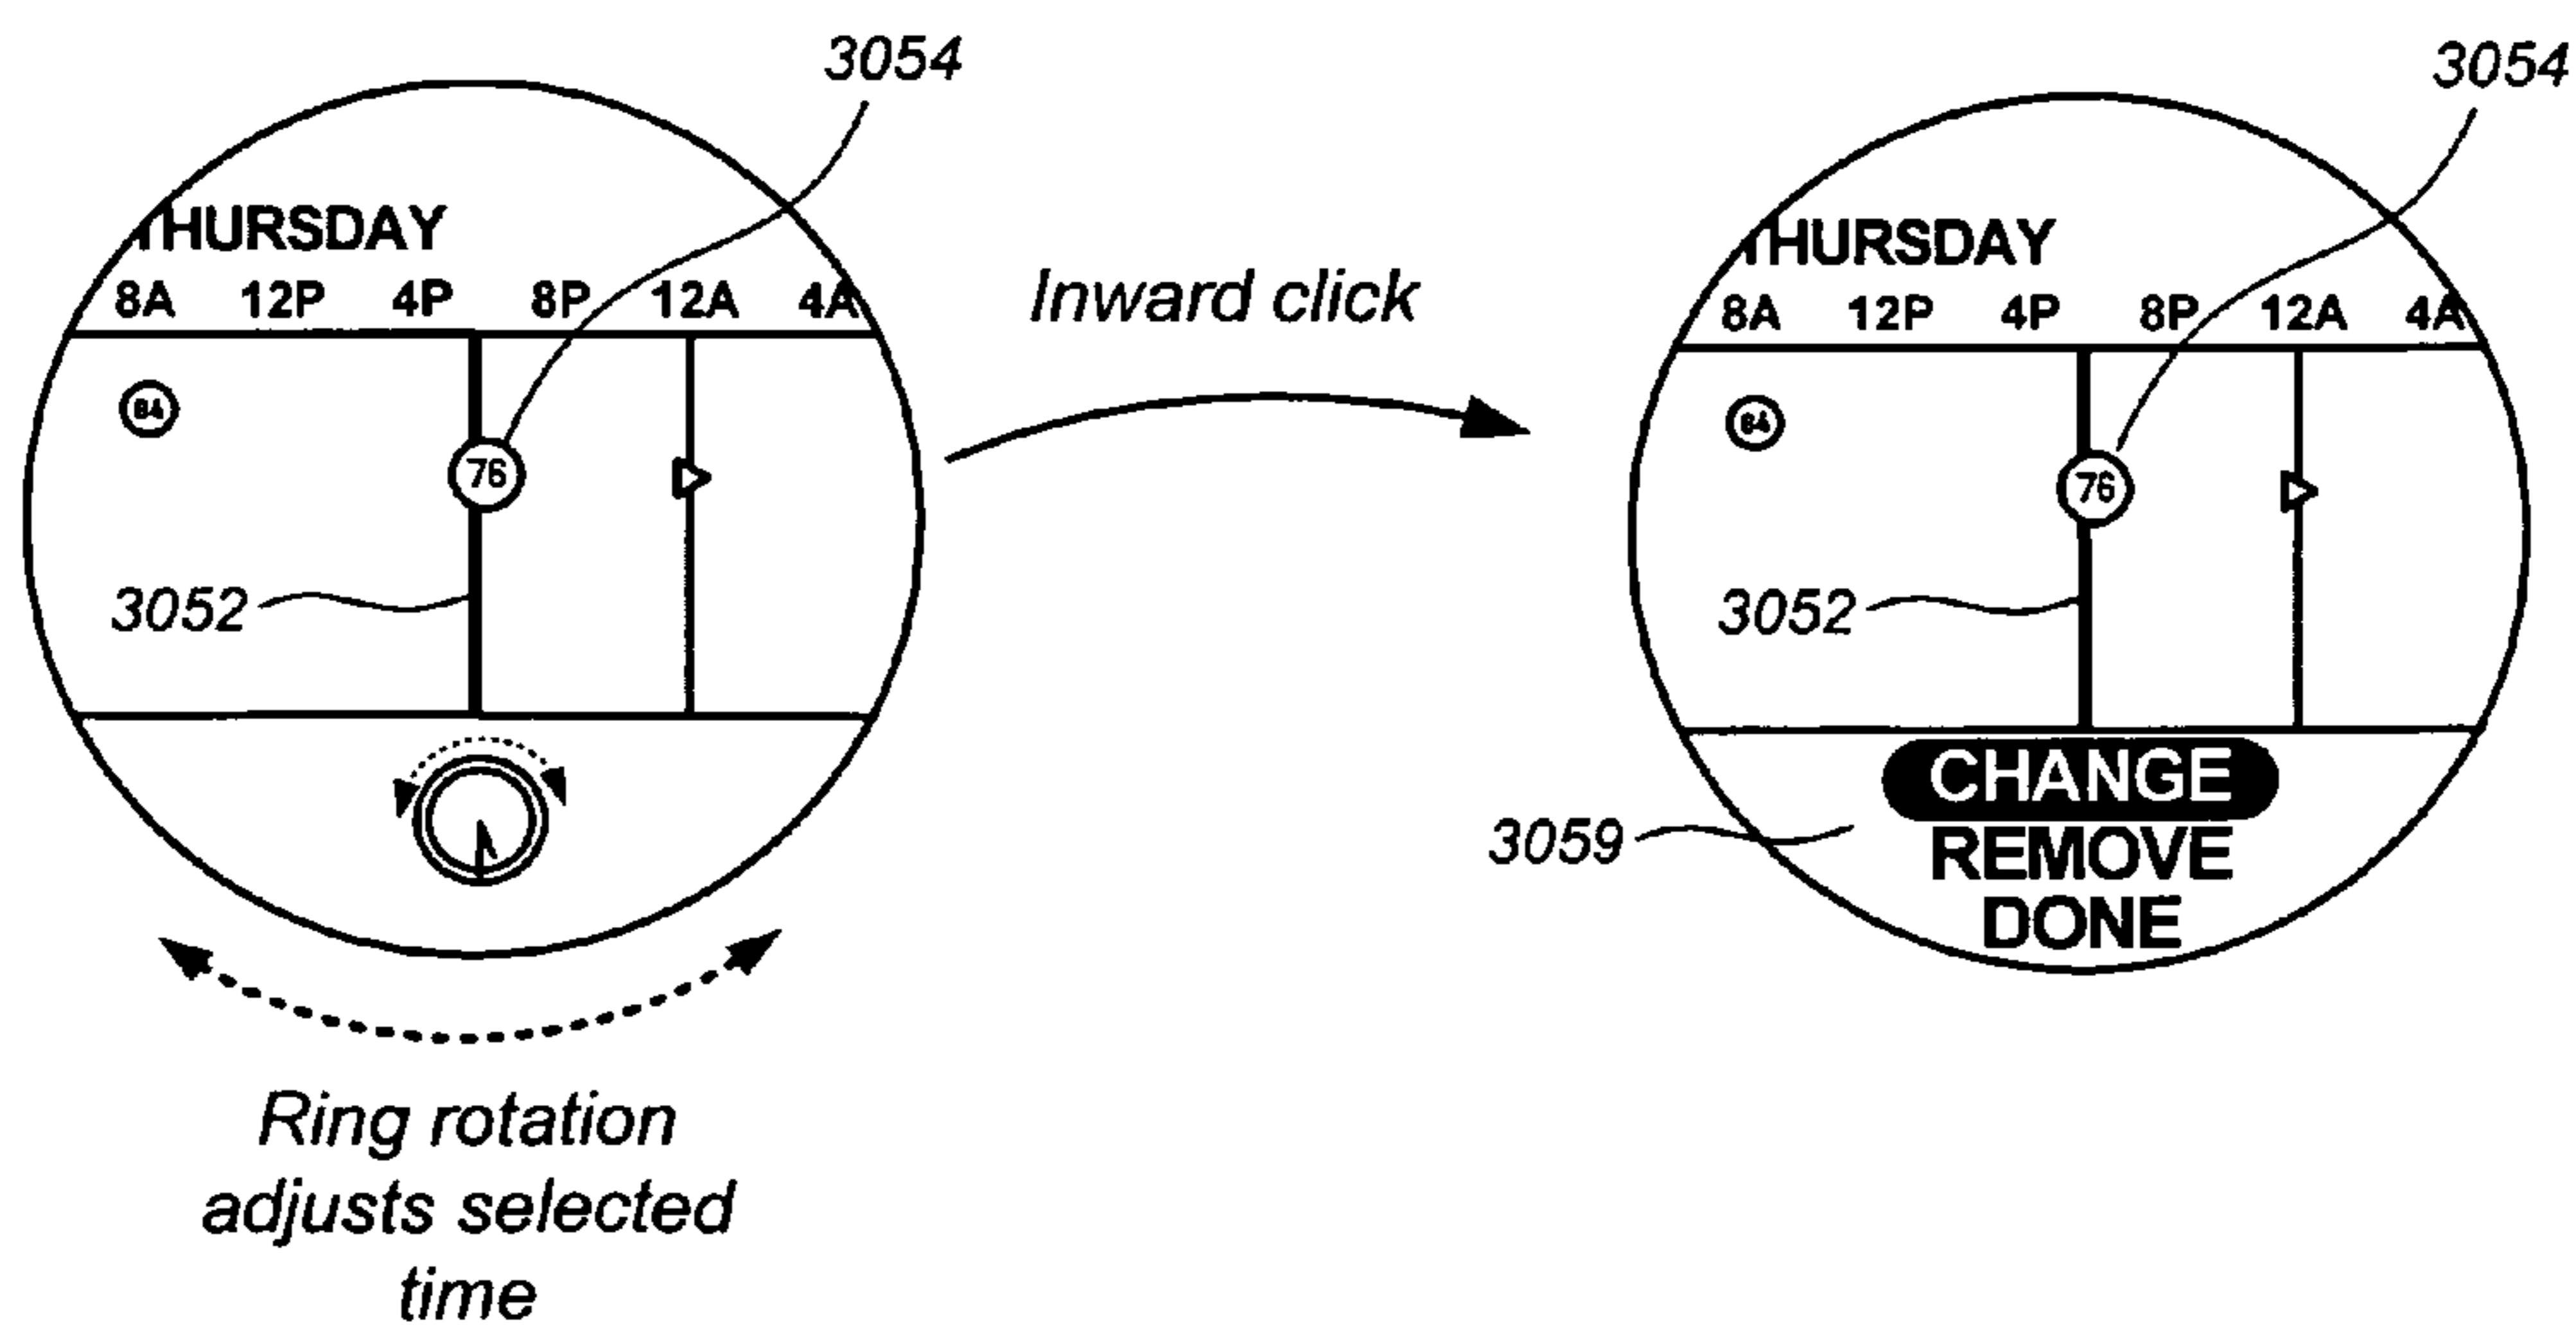 3054
THURSDAY
8A 12P 4P 8P 12A 4A
76
3052
Ring rotation
adjusts selected
time
Inward click
3054
THURSDAY
8A 12P 4P 8P 12A 4A
76
3052
CHANGE
3059
REMOVE
DONE